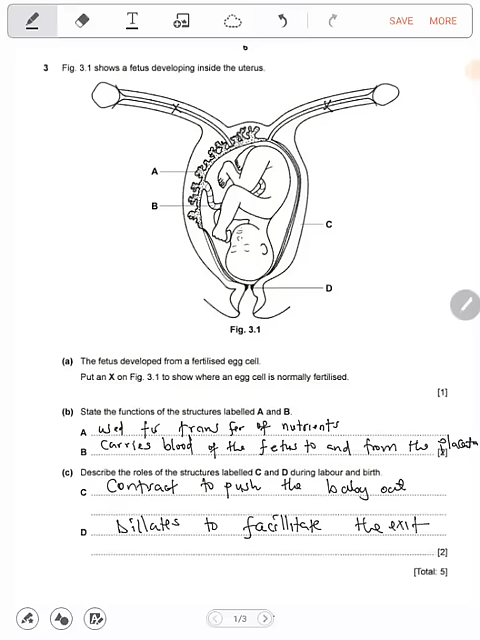 SAVE MORE
6
3 Fig. 3.1 shows a fetus developing inside the uterus.
X X
A
B
C
D
Fig. 3.1
(a) The fetus developed from a fertilised egg cell.
Put an X on Fig. 3.1 to show where an egg cell is normally fertilised.
[1]
(b) State the functions of the structures labelled A and B.
A used for transfer of nutrients
B carries blood of the fetus to and from the placenta
(c) Describe the roles of the structures labelled C and D during labour and birth.
C Contract to push the baby out
D Dillates to facillitate the exit
[2]
[Total: 5]
1/3